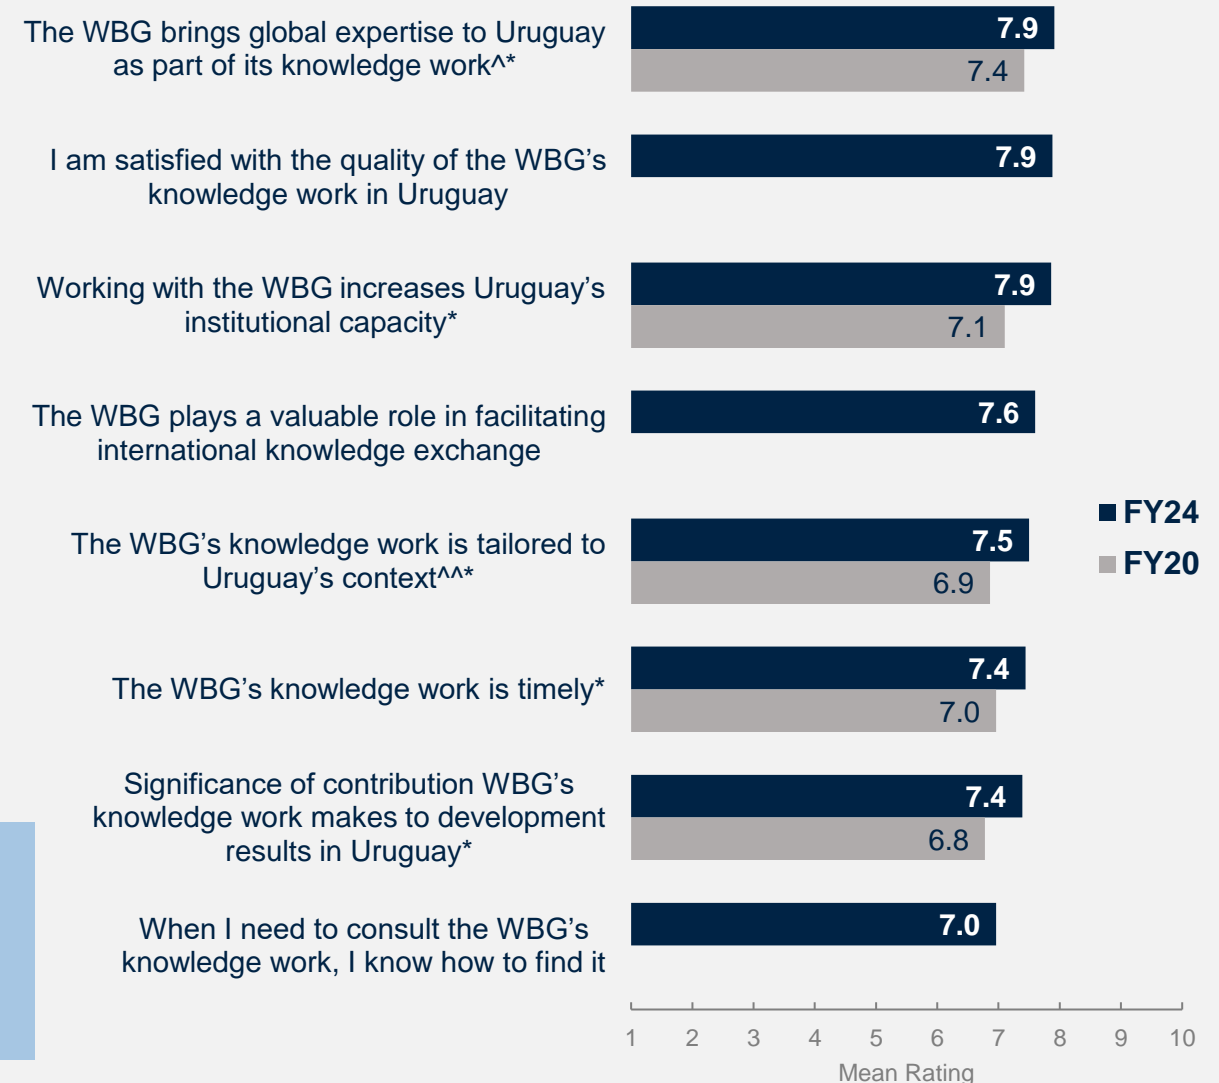 The WBG brings global expertise to Uruguay
as part of its knowledge work^*
7.9
7.4
I am satisfied with the quality of the WBG’s
knowledge work in Uruguay
7.9
Working with the WBG increases Uruguay’s
institutional capacity*
7.9
7.1
The WBG plays a valuable role in facilitating
international knowledge exchange
7.6
The WBG’s knowledge work is tailored to
Uruguay’s context^^*
7.5
6.9
FY24
FY20
The WBG’s knowledge work is timely*
7.4
7.0
Significance of contribution WBG’s
knowledge work makes to development
results in Uruguay*
7.4
6.8
When I need to consult the WBG’s
knowledge work, I know how to find it
7.0
1 2 3 4 5 6 7 8 9 10
Mean Rating